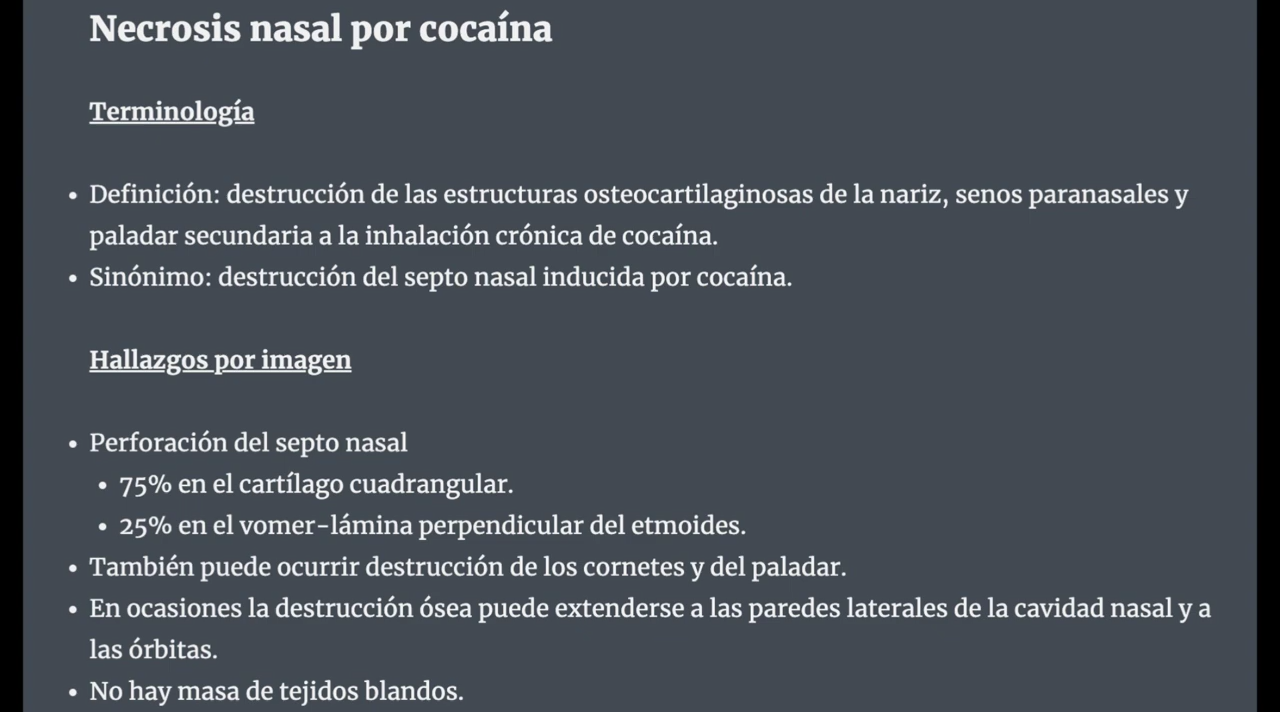 Necrosis nasal por cocaína
Terminología
• Definición: destrucción de las estructuras osteocartilaginosas de la nariz, senos paranasales y
paladar secundaria a la inhalación crónica de cocaína.
• Sinónimo: destrucción del septo nasal inducida por cocaína.
Hallazgos por imagen
• Perforación del septo nasal
• 75% en el cartílago cuadrangular.
• 25% en el vomer-lámina perpendicular del etmoides.
• También puede ocurrir destrucción de los cornetes y del paladar.
• En ocasiones la destrucción ósea puede extenderse a las paredes laterales de la cavidad nasal y a
las órbitas.
• No hay masa de tejidos blandos.